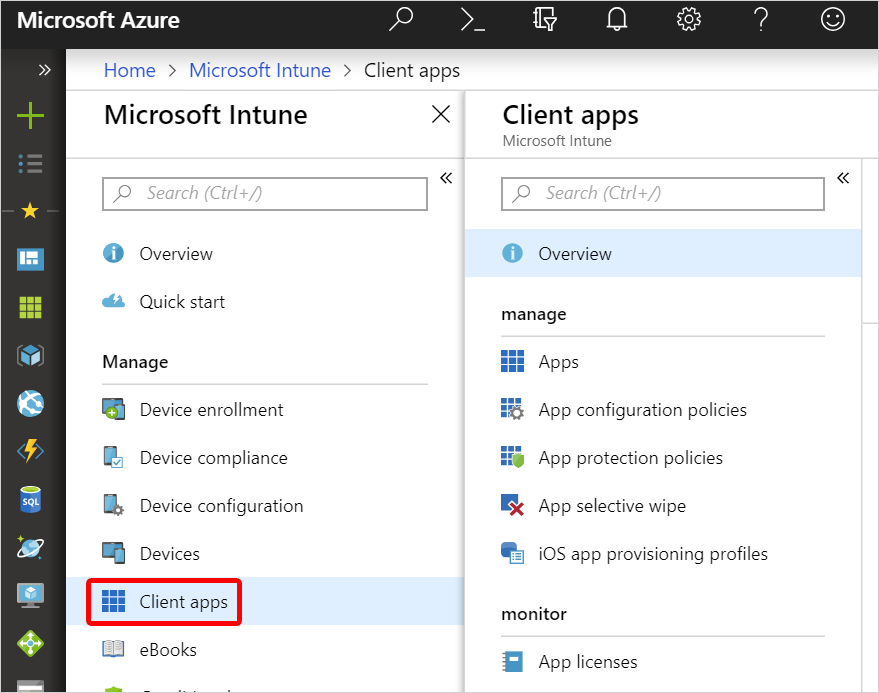 Microsoft Azure
Home > Microsoft Intune > Client apps
Microsoft Intune
Search (Ctrl+/)
Overview
Quick start
Manage
Device enrollment
Device compliance
Device configuration
Devices
Client apps
eBooks
Client apps
Microsoft Intune
Search (Ctrl+/)
Overview
manage
Apps
App configuration policies
App protection policies
App selective wipe
iOS app provisioning profiles
monitor
App licenses
SQL